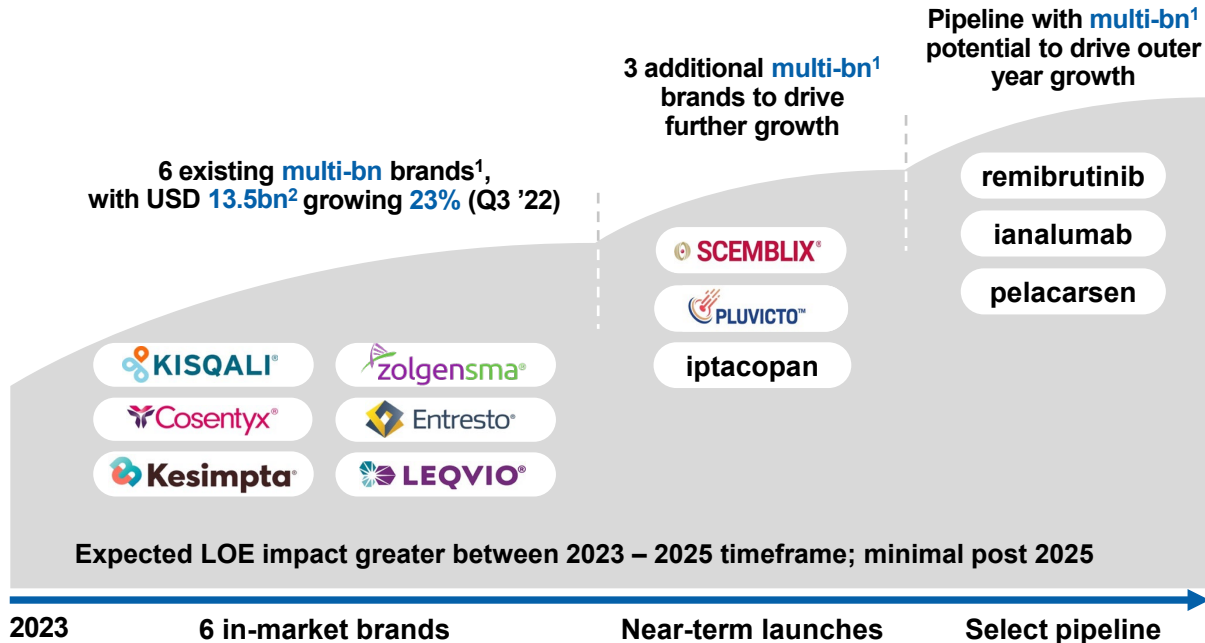 Pipeline with multi-bn¹
potential to drive outer
year growth
3 additional multi-bn¹
brands to drive
further growth
6 existing multi-bn brands¹,
with USD 13.5bn² growing 23% (Q3 ’22)
KISQALI®
zolgensma®
Cosentyx®
Entresto®
Kesimpta®
LEQVIO®
SCEMBLIX®
PLUVICTO™
iptacopan
remibrutinib
ianalumab
pelacarsen
Expected LOE impact greater between 2023 – 2025 timeframe; minimal post 2025
2023
6 in-market brands
Near-term launches
Select pipeline